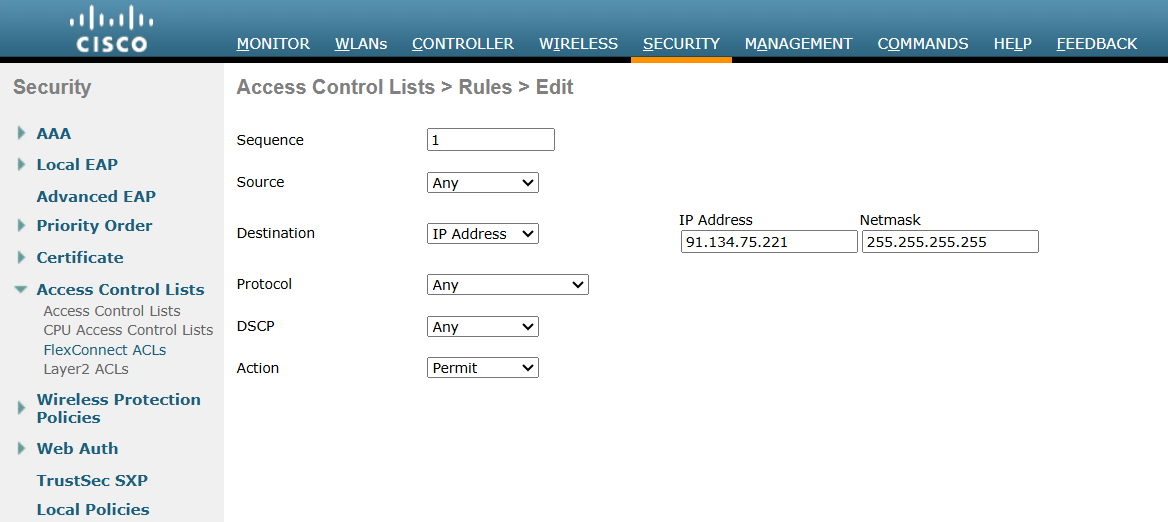 CISCO
MONITOR WLANs CONTROLLER WIRELESS SECURITY MANAGEMENT COMMANDS HELP FEEDBACK
Security
AAA
Local EAP
Advanced EAP
Priority Order
Certificate
Access Control Lists
Access Control Lists
CPU Access Control Lists
FlexConnect ACLs
Layer2 ACLs
Wireless Protection
Policies
Web Auth
TrustSec SXP
Local Policies
Access Control Lists > Rules > Edit
Sequence 1
Source Any
IP Address Netmask
Destination IP Address 91.134.75.221 255.255.255.255
Protocol Any
DSCP Any
Action Permit